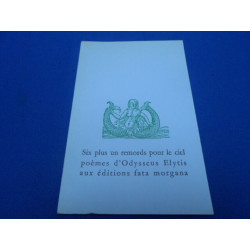 Six plus un remords pour le ciel
poèmes d'Odysseus Elytis
aux éditions fata morgana